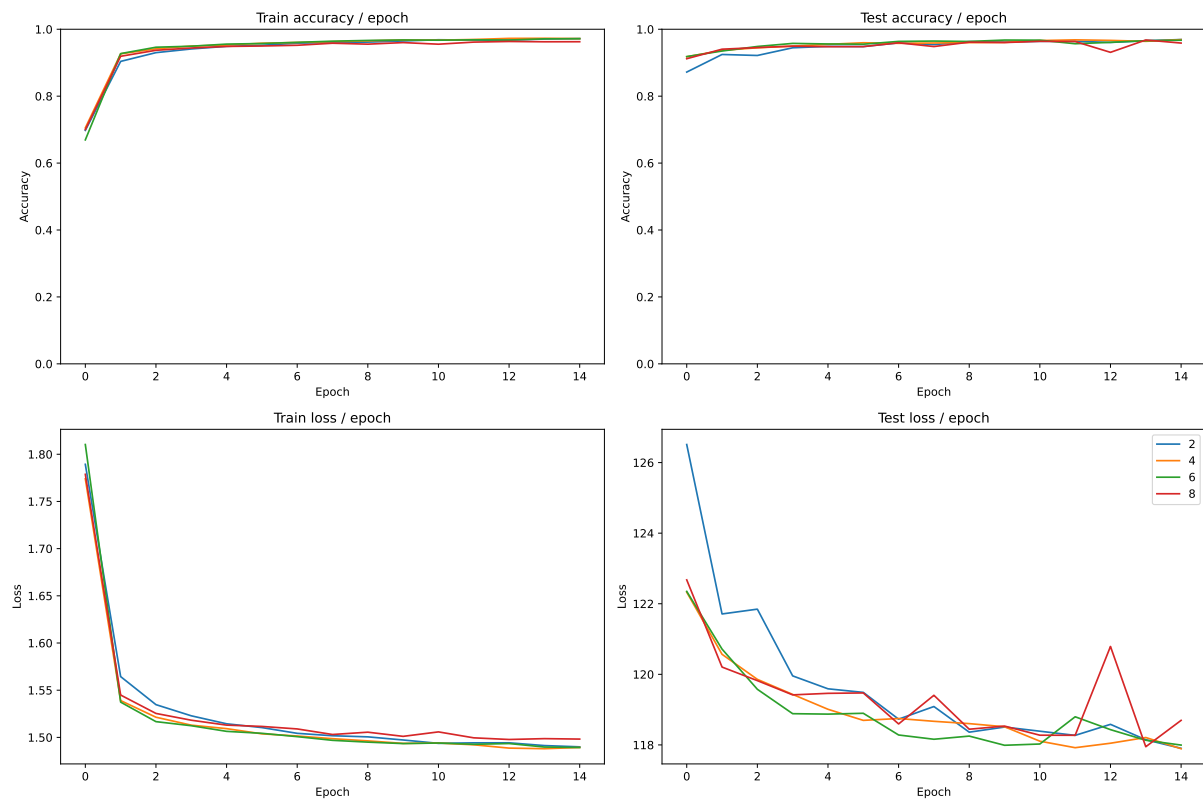 Train accuracy / epoch
Accuracy
1.0
0.8
0.6
0.4
0.2
0.0
0 2 4 6 8 10 12 14
Epoch
Test accuracy / epoch
Accuracy
1.0
0.8
0.6
0.4
0.2
0.0
0 2 4 6 8 10 12 14
Epoch
Train loss / epoch
Loss
1.80
1.75
1.70
1.65
1.60
1.55
1.50
0 2 4 6 8 10 12 14
Epoch
Test loss / epoch
Loss
126
124
122
120
118
0 2 4 6 8 10 12 14
Epoch
2
4
6
8